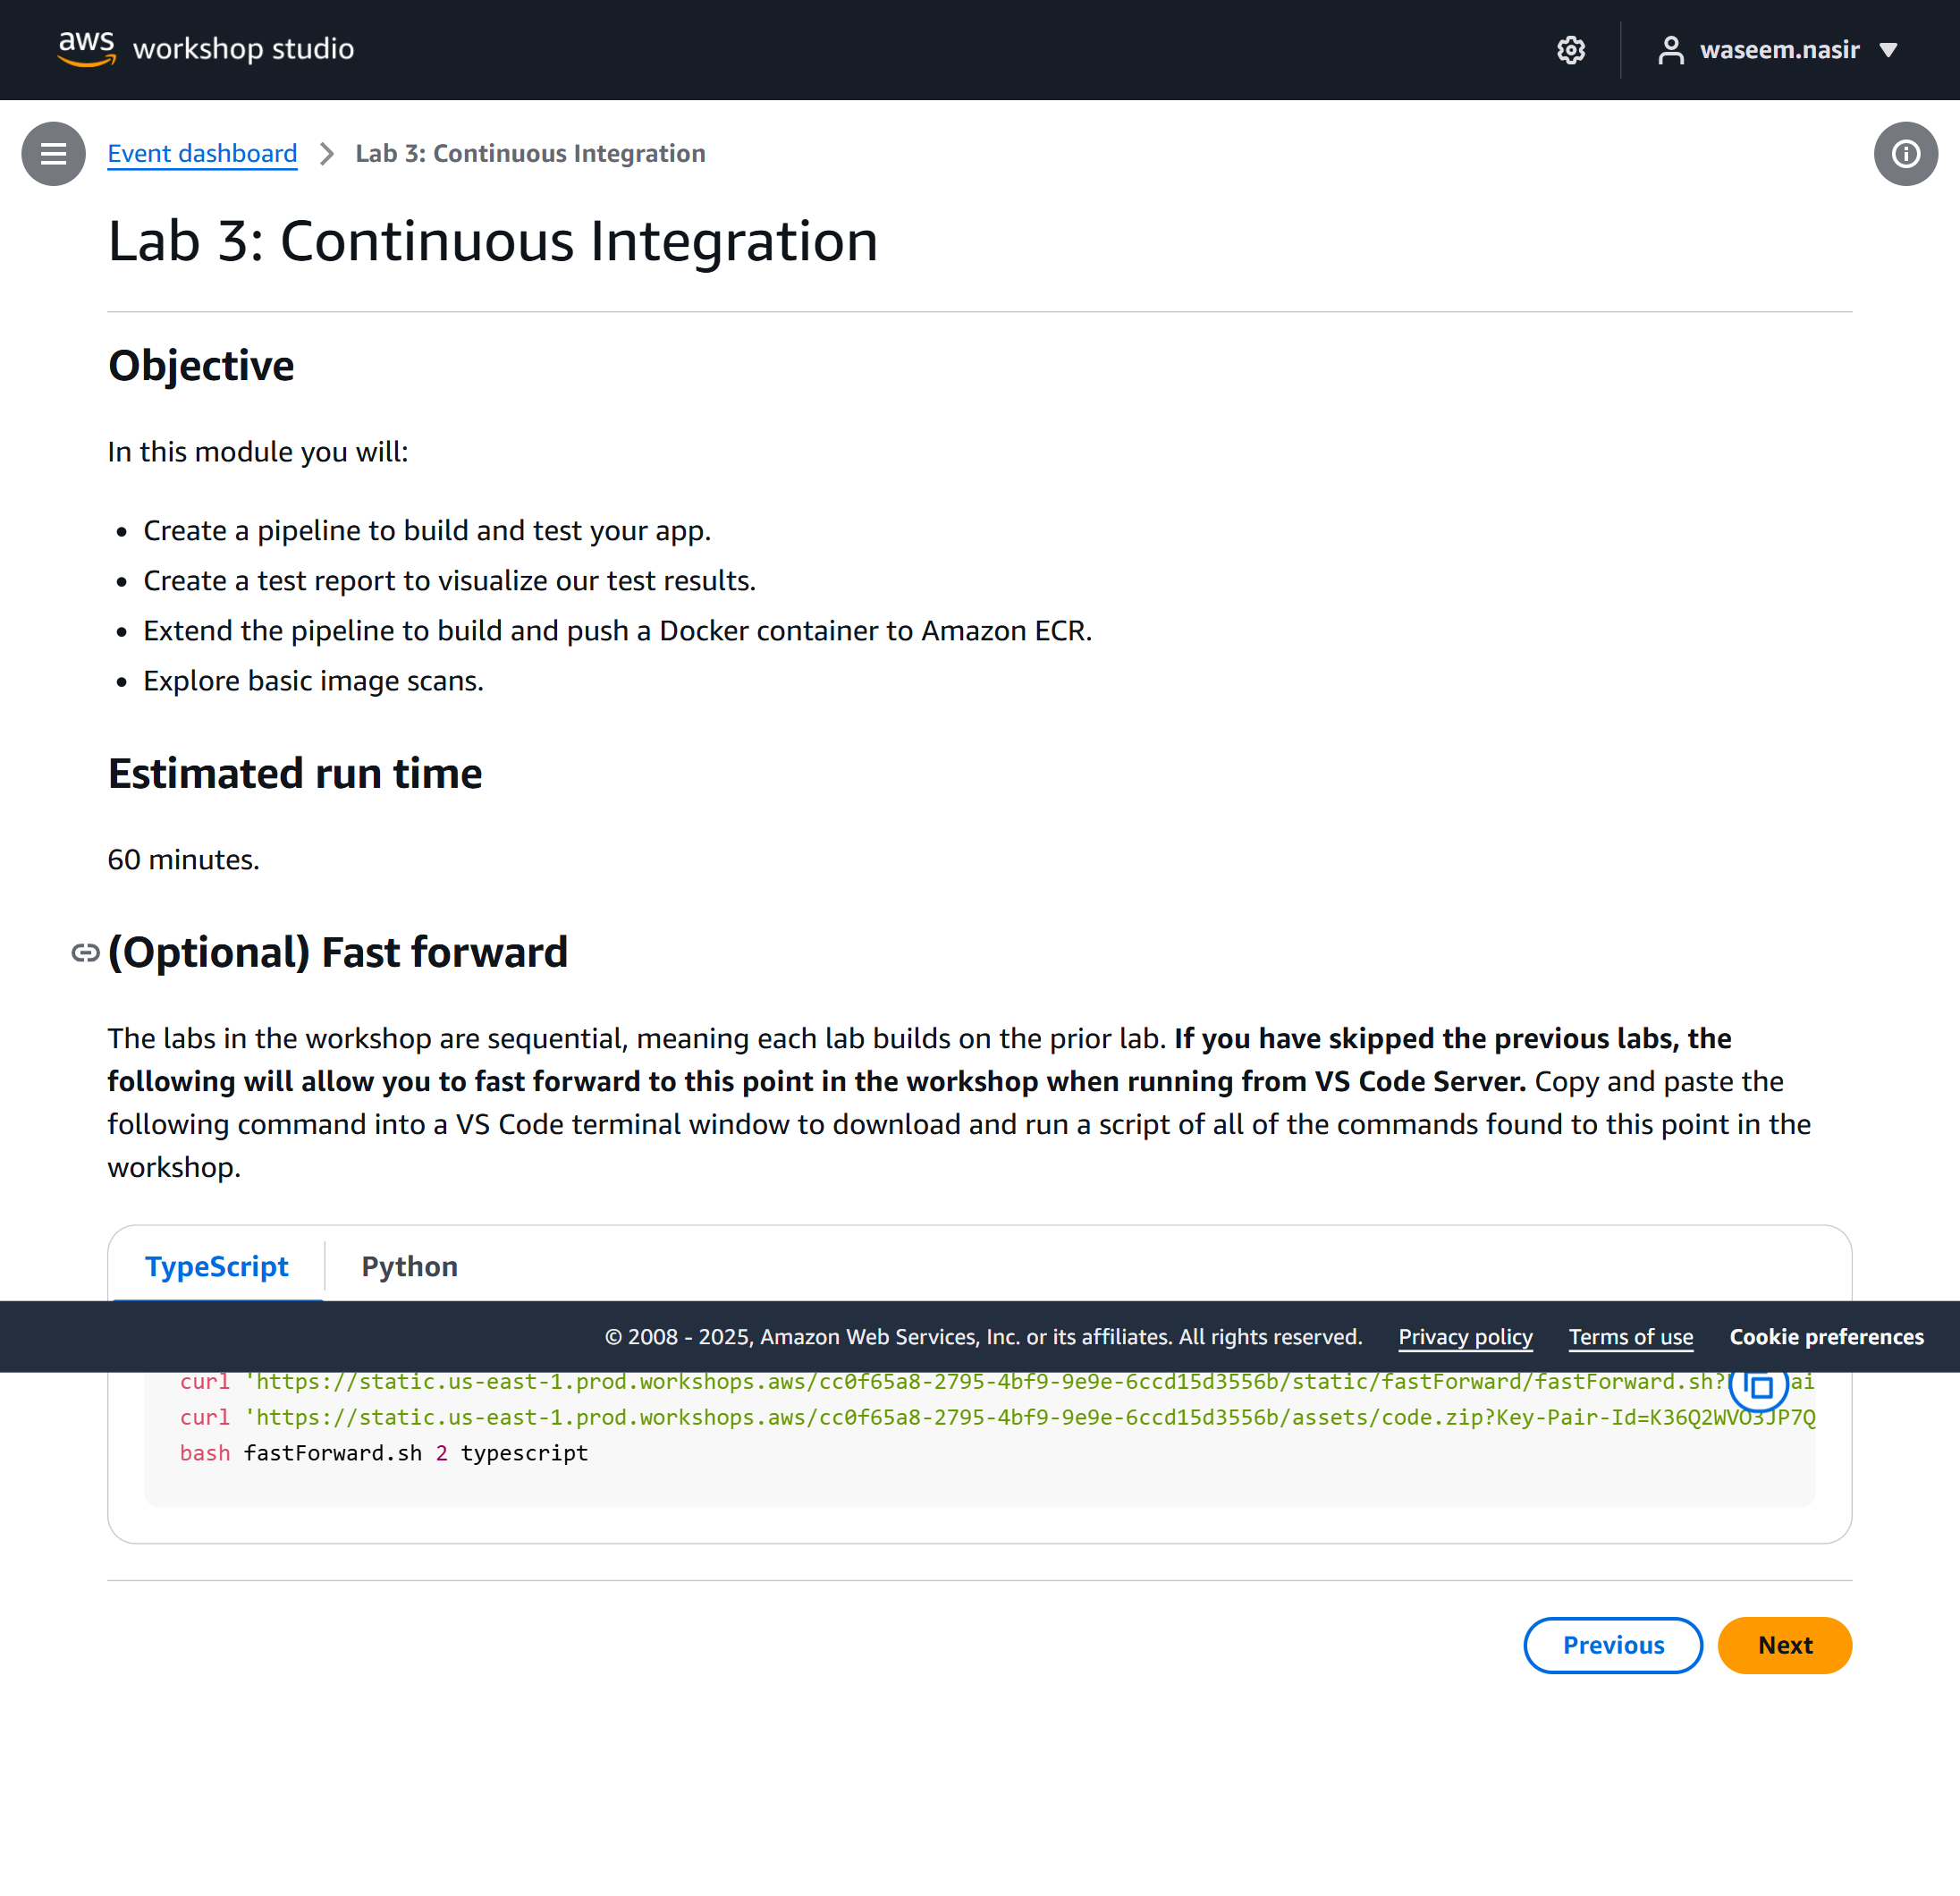 aws workshop studio
waseem.nasir
Event dashboard
Lab 3: Continuous Integration
Lab 3: Continuous Integration
Objective
In this module you will:
Create a pipeline to build and test your app.
Create a test report to visualize our test results.
Extend the pipeline to build and push a Docker container to Amazon ECR.
Explore basic image scans.
Estimated run time
60 minutes.
(Optional) Fast forward
The labs in the workshop are sequential, meaning each lab builds on the prior lab. If you have skipped the previous labs, the
following will allow you to fast forward to this point in the workshop when running from VS Code Server. Copy and paste the
following command into a VS Code terminal window to download and run a script of all of the commands found to this point in the
workshop.
TypeScript
Python
© 2008 - 2025, Amazon Web Services, Inc. or its affiliates. All rights reserved. Privacy policy Terms of use Cookie preferences
curl 'https://static.us-east-1.prod.workshops.aws/cc0f65a8-2795-4bf9-9e9e-6ccd15d3556b/static/fastForward/fastForward.sh?
curl 'https://static.us-east-1.prod.workshops.aws/cc0f65a8-2795-4bf9-9e9e-6ccd15d3556b/assets/code.zip?Key-Pair-Id=K36Q2WVO3JP7Q
bash fastForward.sh 2 typescript
Previous
Next